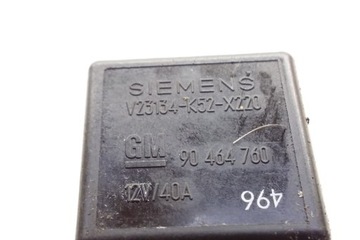 SIEMENS
V23134-K52-X220
GM 90 464 760
12V/40A
496